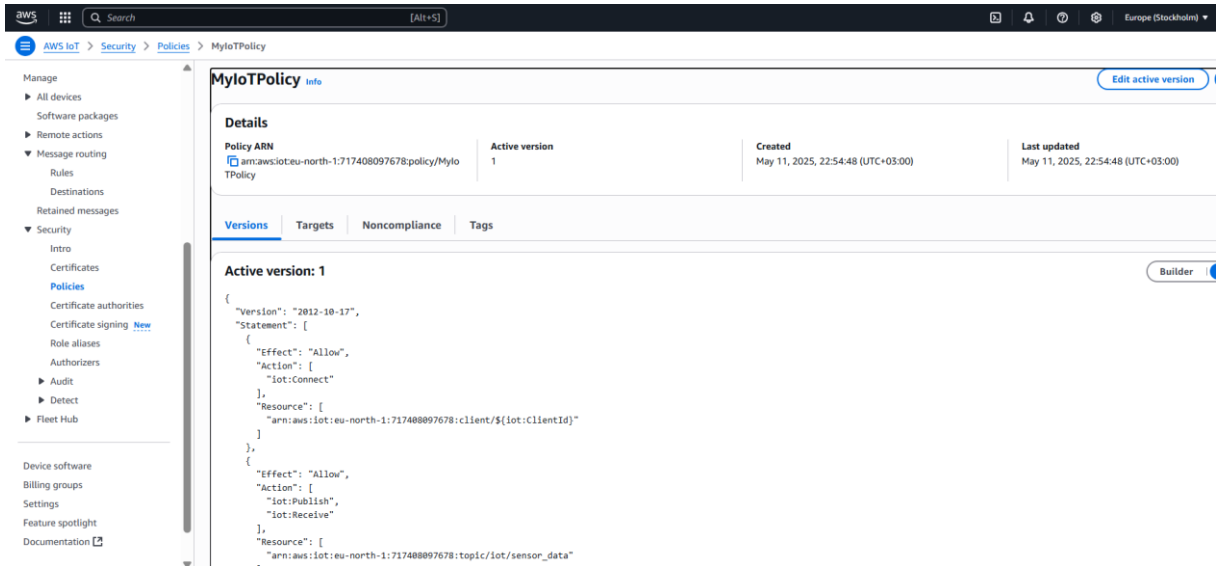 aws
Search
[Alt+S]
Europe (Stockholm)
AWS IoT > Security > Policies > MyIoTPolicy
Manage
All devices
Software packages
Remote actions
Message routing
Rules
Destinations
Retained messages
Security
Intro
Certificates
Policies
Certificate authorities
Certificate signing New
Role aliases
Authorizers
Audit
Detect
Fleet Hub
Device software
Billing groups
Settings
Feature spotlight
Documentation
MyIoTPolicy Info
Edit active version
Details
Policy ARN
arn:aws:iot:eu-north-1:717408097678:policy/MyIo
TPolicy
Active version
1
Created
May 11, 2025, 22:54:48 (UTC+03:00)
Last updated
May 11, 2025, 22:54:48 (UTC+03:00)
Versions
Targets
Noncompliance
Tags
Active version: 1
Builder
{
"Version": "2012-10-17",
"Statement": [
{
"Effect": "Allow",
"Action": [
"iot:Connect"
],
"Resource": [
"arn:aws:iot:eu-north-1:717408097678:client/${iot:ClientId}"
]
},
{
"Effect": "Allow",
"Action": [
"iot:Publish",
"iot:Receive"
],
"Resource": [
"arn:aws:iot:eu-north-1:717408097678:topic/iot/sensor_data"